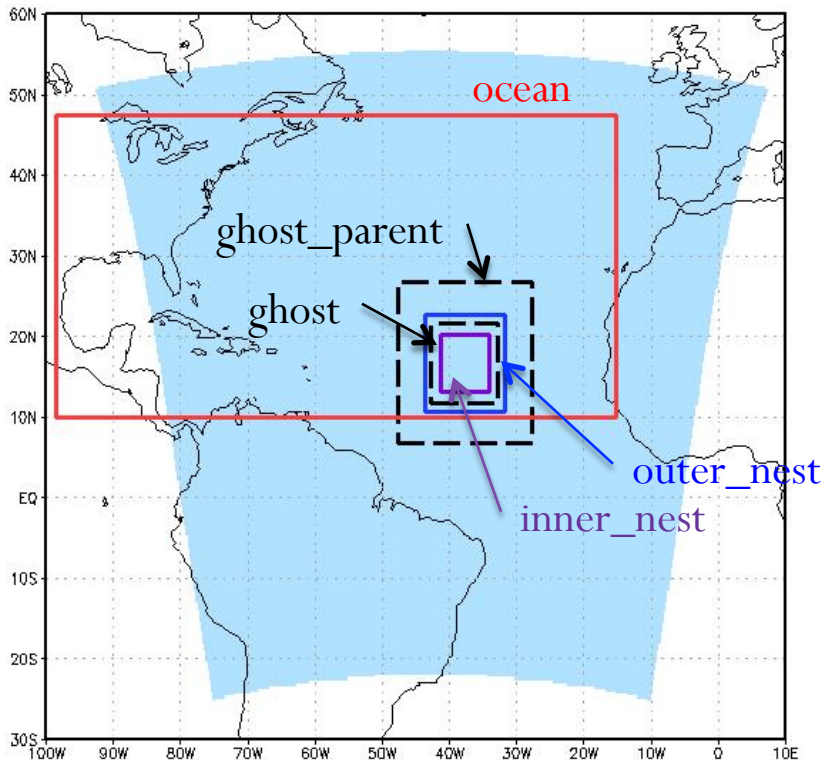 60N
50N
ocean
40N
30N
ghost_parent
ghost
20N
10N
outer_nest
EQ
inner_nest
10S
20S
30S
100W 90W 80W 70W 60W 50W 40W 30W 20W 10W 0 10E